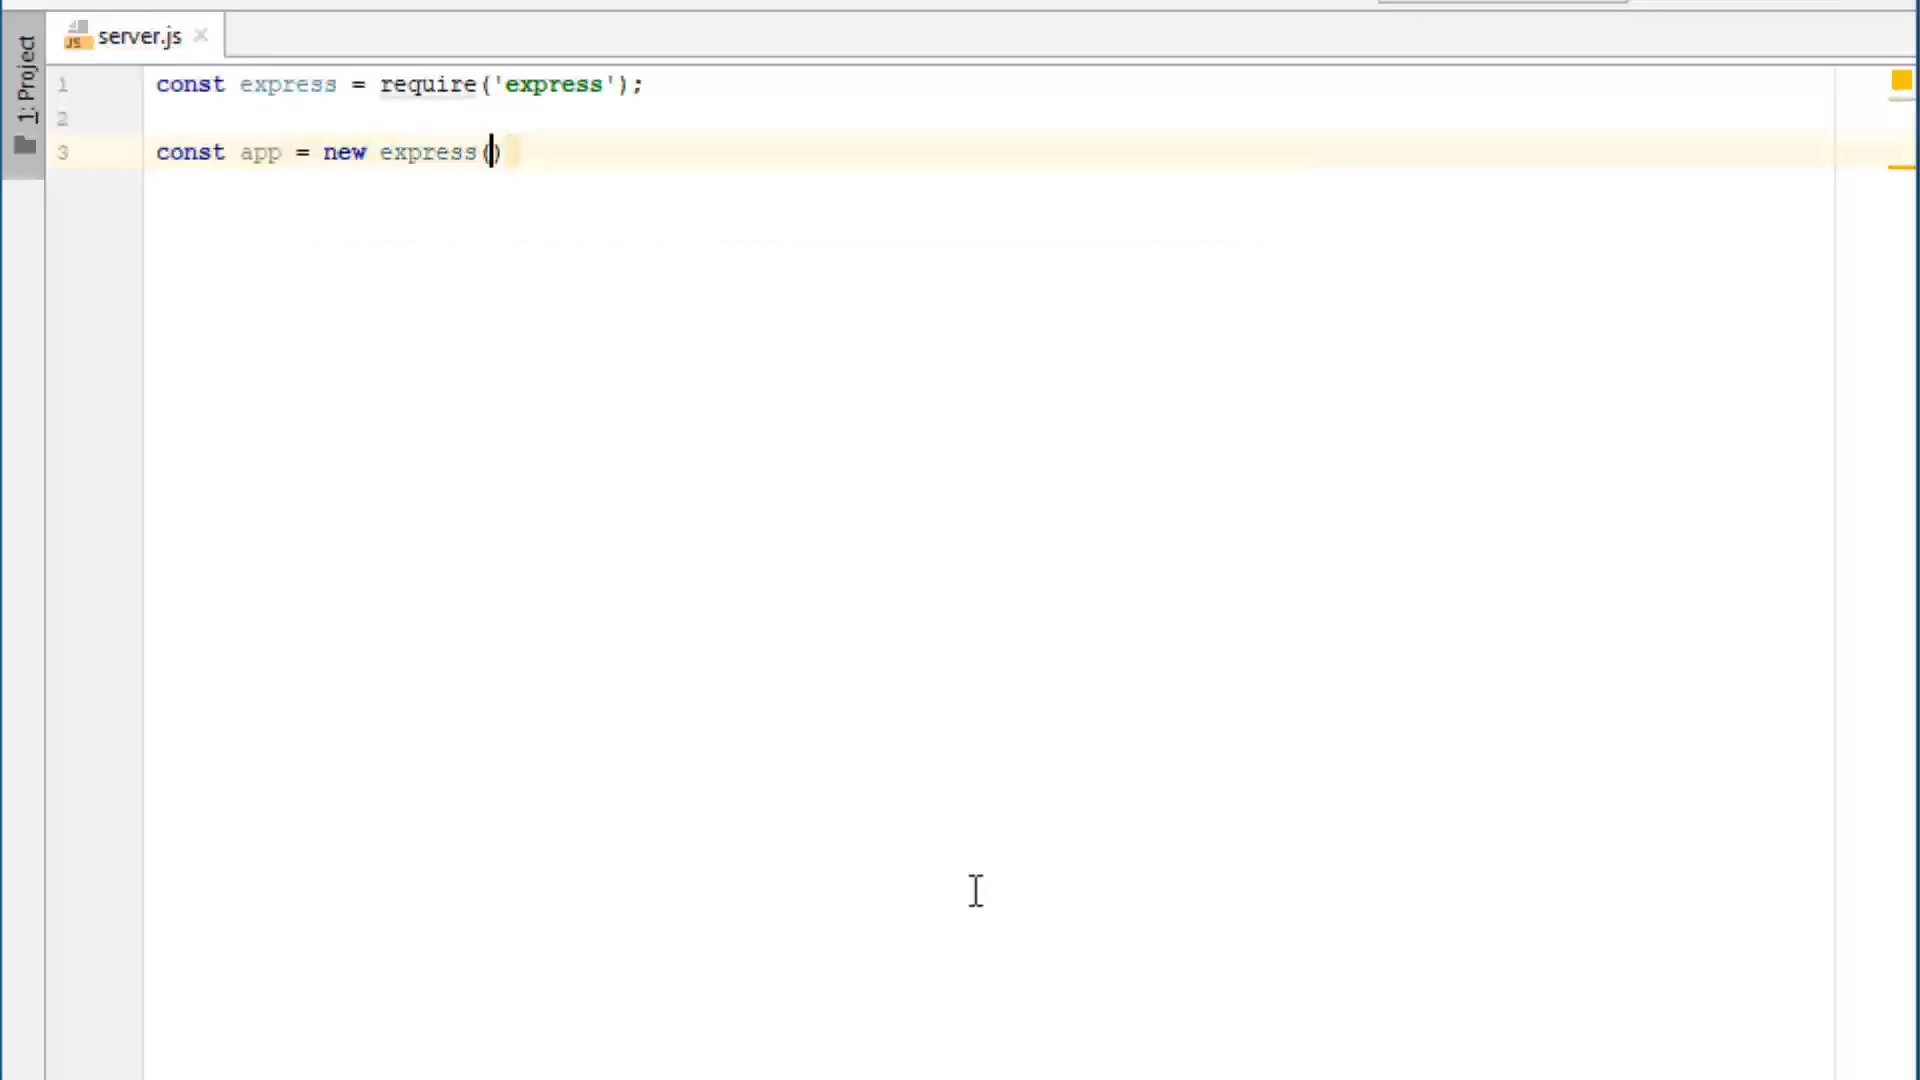 server.js
1: Project
1 const express = require('express');
2
3 const app = new express()